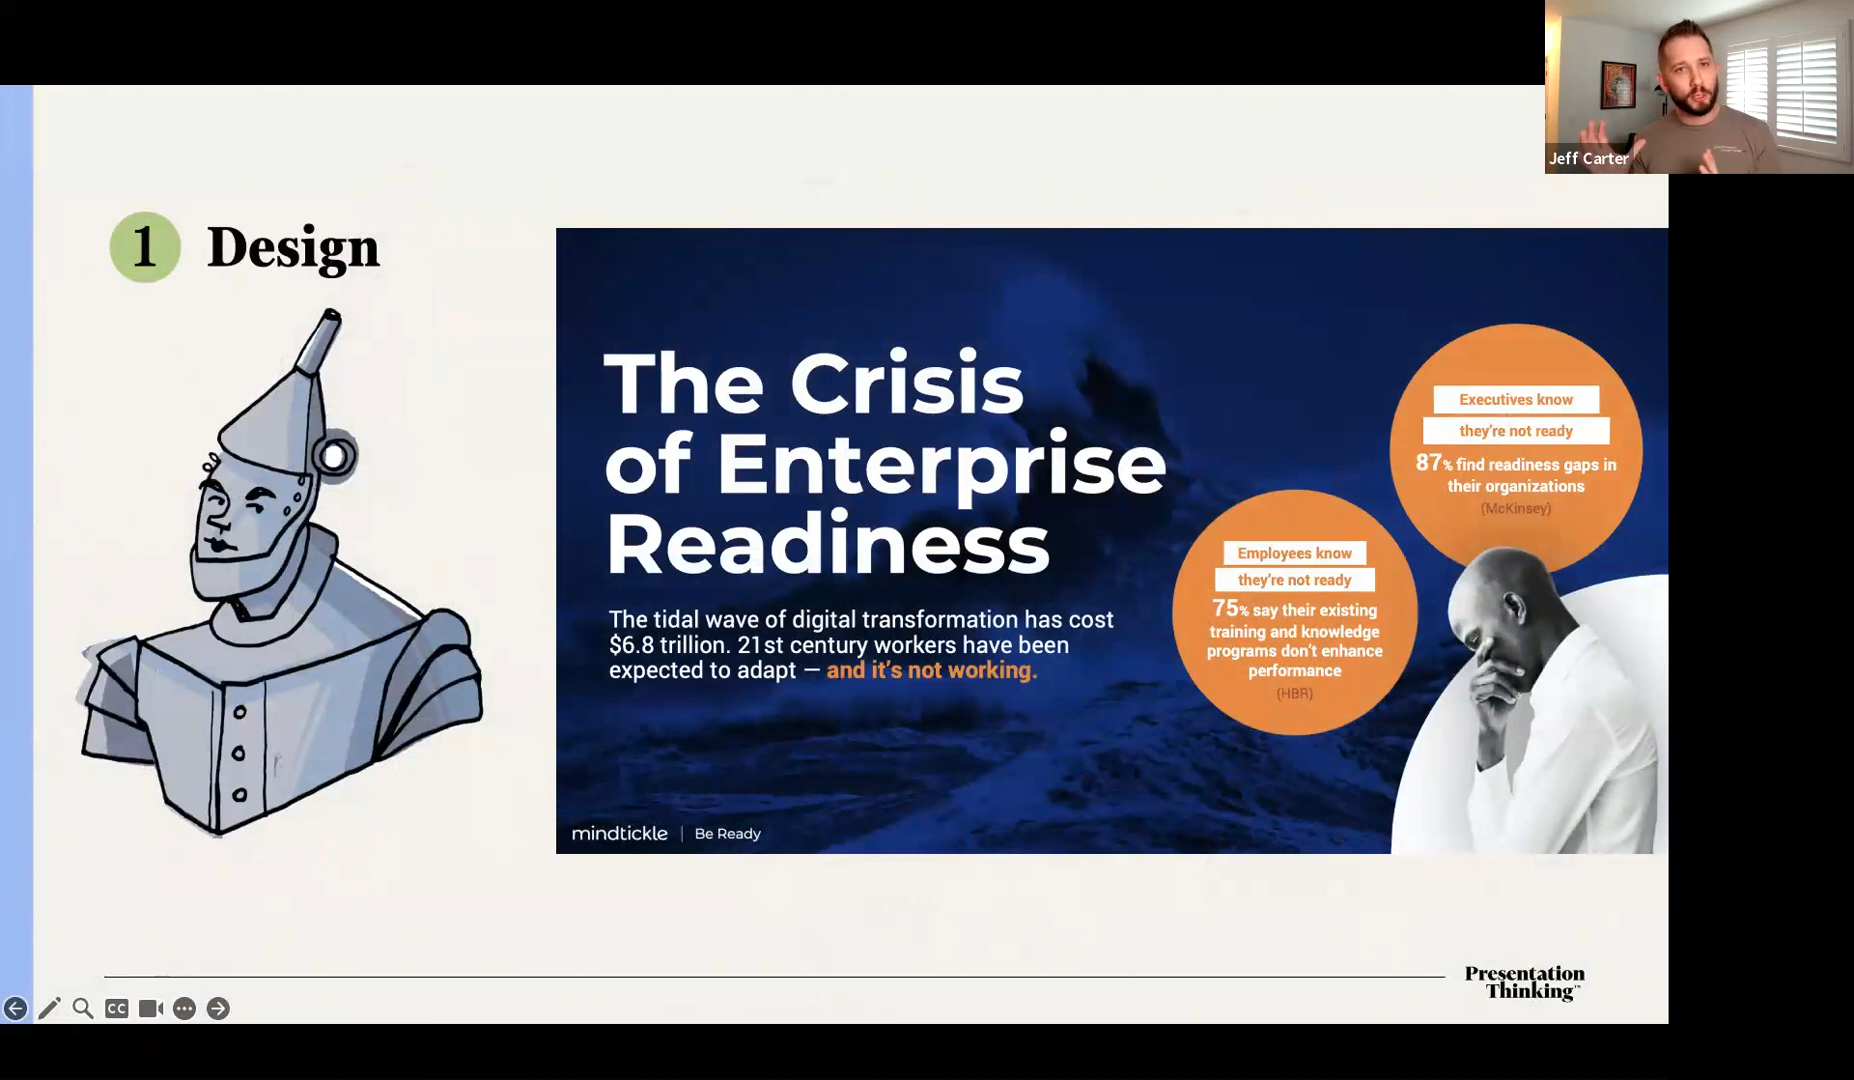 Jeff Carter
1 Design
The Crisis
of Enterprise
Readiness
The tidal wave of digital transformation has cost
$6.8 trillion. 21st century workers have been
expected to adapt — and it's not working.
Executives know
they're not ready
87% find readiness gaps in
their organizations
(McKinsey)
Employees know
they're not ready
75% say their existing
training and knowledge
programs don't enhance
performance
(HBR)
mindtickle | Be Ready
Presentation
Thinking™
CC